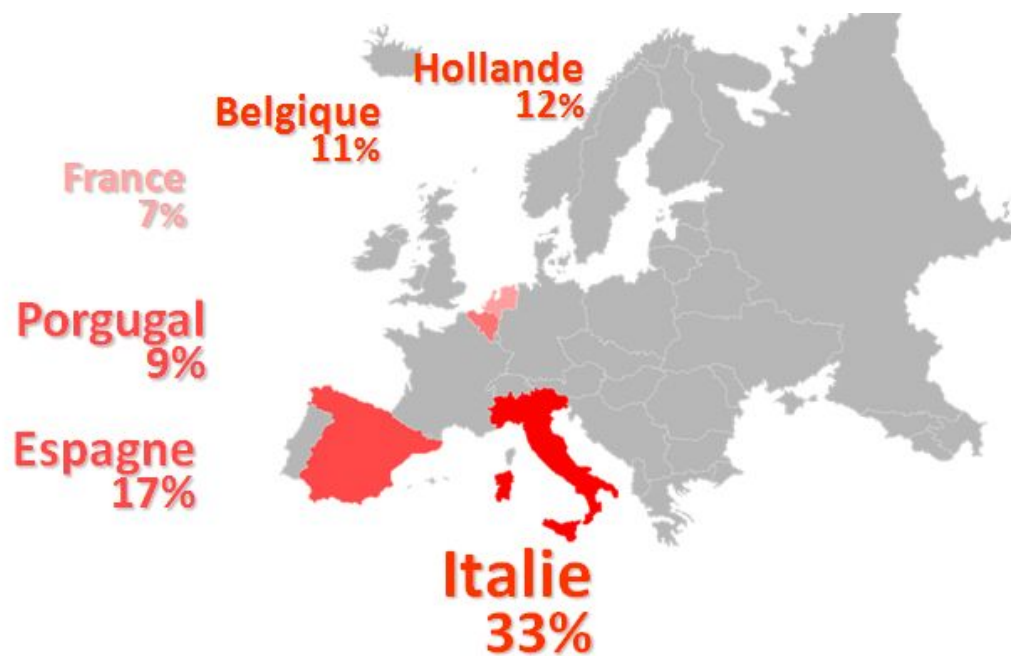 Hollande
12%
Belgique
11%
France
7%
Porgugal
9%
Espagne
17%
Italie
33%